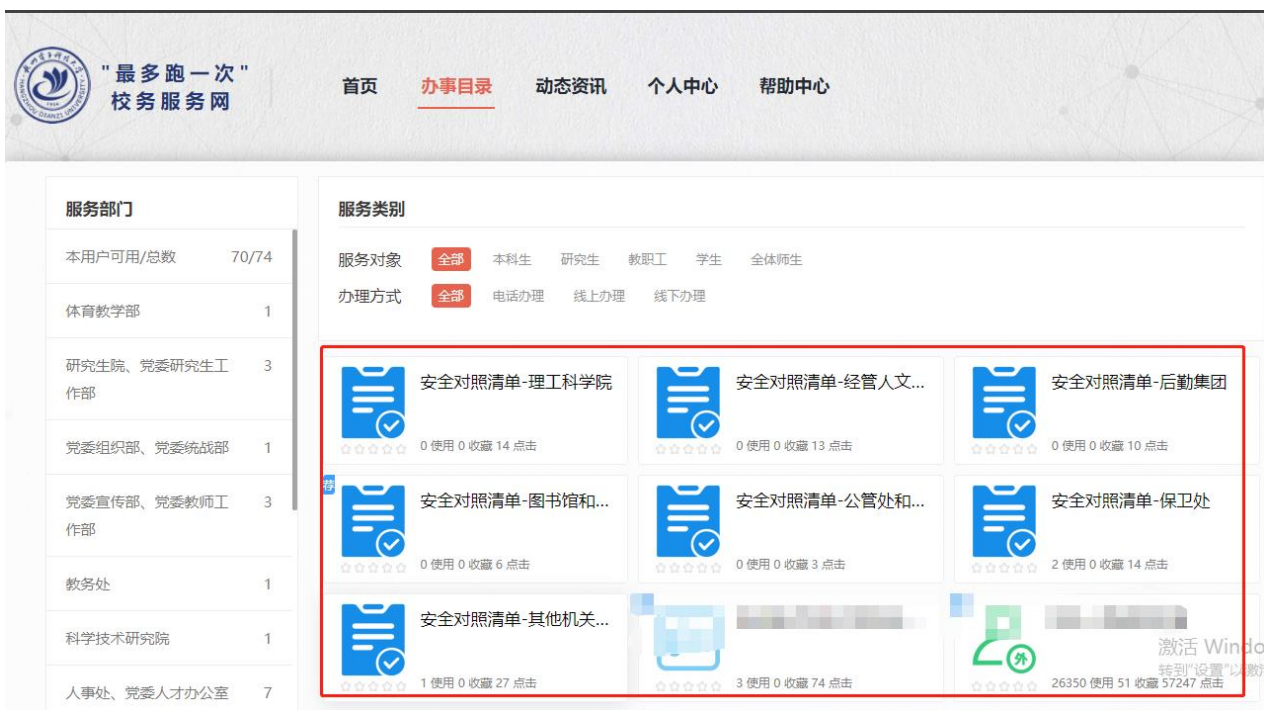 "最多跑一次"
校务服务网
首页 办事目录 动态资讯 个人中心 帮助中心
服务部门
本用户可用/总数 70/74
体育教学部 1
研究生院、党委研究生工 3
作部
党委组织部、党委统战部 1
党委宣传部、党委教师工 3
作部
教务处 1
科学技术研究院 1
人事处、党委人才办公室 7
服务类别
服务对象 全部 本科生 研究生 教职工 学生 全体师生
办理方式 全部 电话办理 线上办理 线下办理
安全对照清单-理工科学院
0 使用 0 收藏 14 点击
安全对照清单-经管人文...
0 使用 0 收藏 13 点击
安全对照清单-后勤集团
0 使用 0 收藏 10 点击
荐
安全对照清单-图书馆和...
0 使用 0 收藏 6 点击
安全对照清单-公管处和...
0 使用 0 收藏 3 点击
安全对照清单-保卫处
2 使用 0 收藏 14 点击
安全对照清单-其他机关...
1 使用 0 收藏 27 点击
3 使用 0 收藏 74 点击
外
26350 使用 51 收藏 57247 点击
激活 Windo
转到"设置"以激